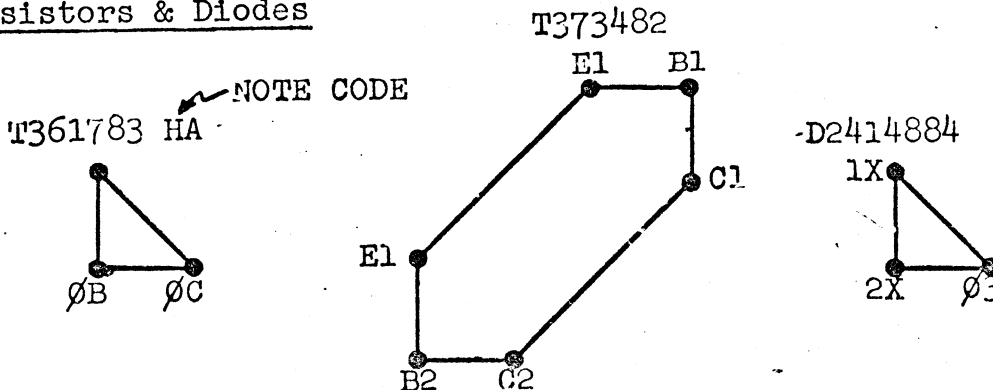 sistors & Diodes
T373482
E1 B1
NOTE CODE
T361783 HA
-D2414884
1X
C1
E1
ØB ØC
2X Ø
B2 C2